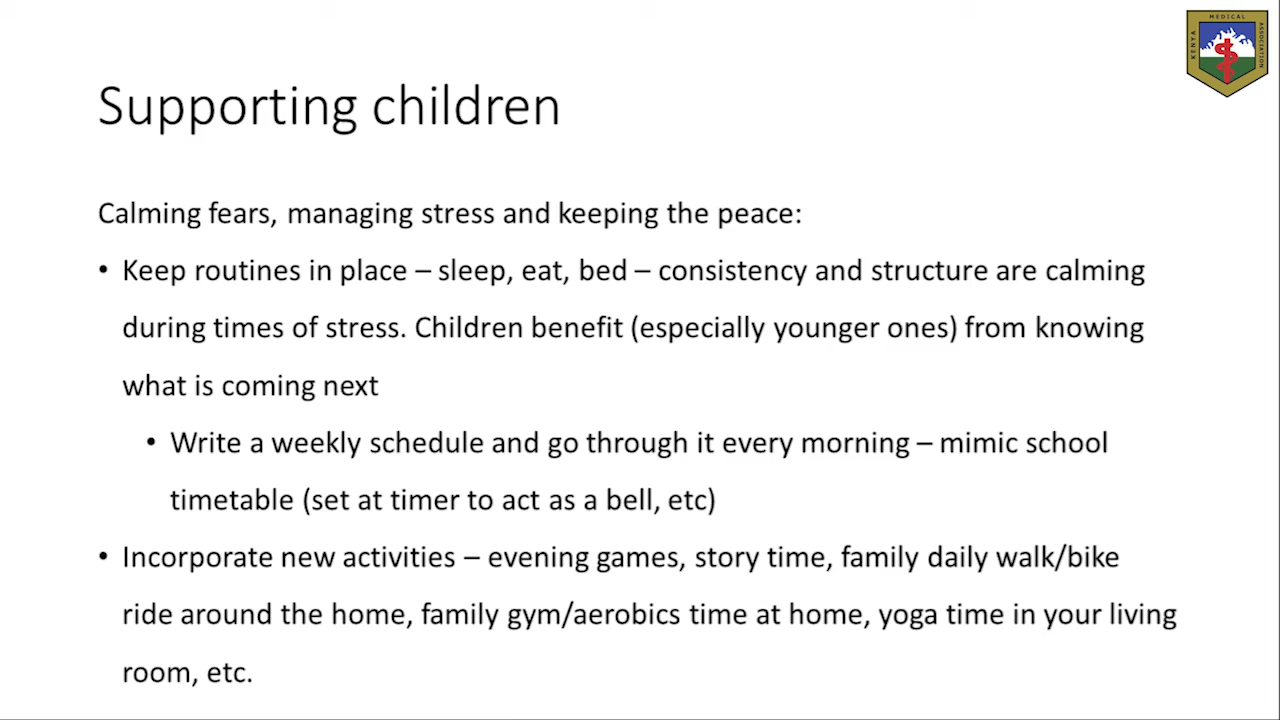 KENYA MEDICAL ASSOCIATION
Supporting children
Calming fears, managing stress and keeping the peace:
• Keep routines in place – sleep, eat, bed – consistency and structure are calming
during times of stress. Children benefit (especially younger ones) from knowing
what is coming next
• Write a weekly schedule and go through it every morning – mimic school
timetable (set at timer to act as a bell, etc)
• Incorporate new activities – evening games, story time, family daily walk/bike
ride around the home, family gym/aerobics time at home, yoga time in your living
room, etc.